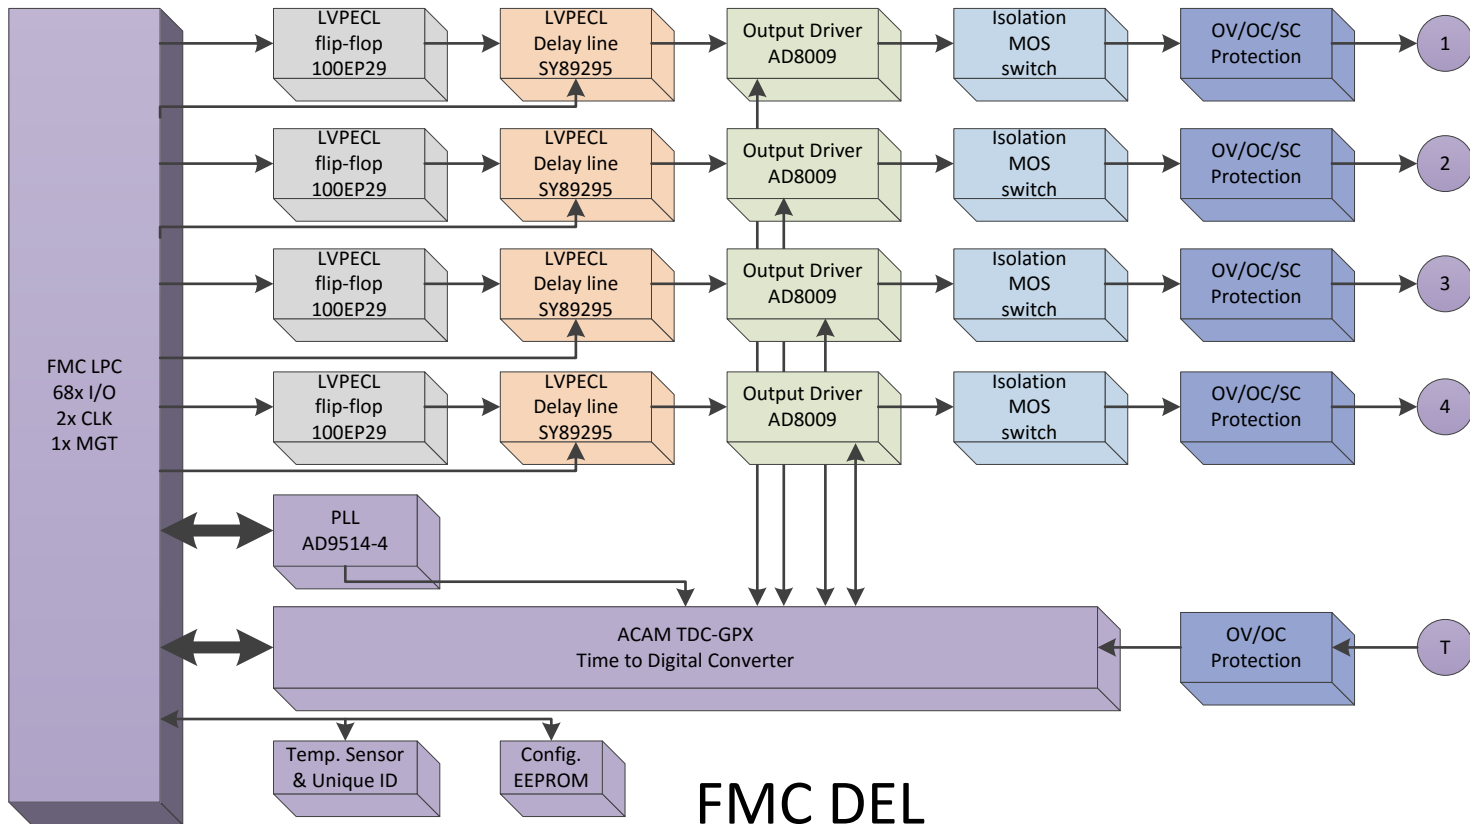 LVPECL
flip-flop
100EP29
LVPECL
Delay line
SY89295
Output Driver
AD8009
Isolation
MOS
switch
OV/OC/SC
Protection
1
LVPECL
flip-flop
100EP29
LVPECL
Delay line
SY89295
Output Driver
AD8009
Isolation
MOS
switch
OV/OC/SC
Protection
2
LVPECL
flip-flop
100EP29
LVPECL
Delay line
SY89295
Output Driver
AD8009
Isolation
MOS
switch
OV/OC/SC
Protection
3
FMC LPC
68x I/O
2x CLK
1x MGT
LVPECL
flip-flop
100EP29
LVPECL
Delay line
SY89295
Output Driver
AD8009
Isolation
MOS
switch
OV/OC/SC
Protection
4
PLL
AD9514-4
ACAM TDC-GPX
Time to Digital Converter
OV/OC
Protection
T
Temp. Sensor
& Unique ID
Config.
EEPROM
FMC DEL